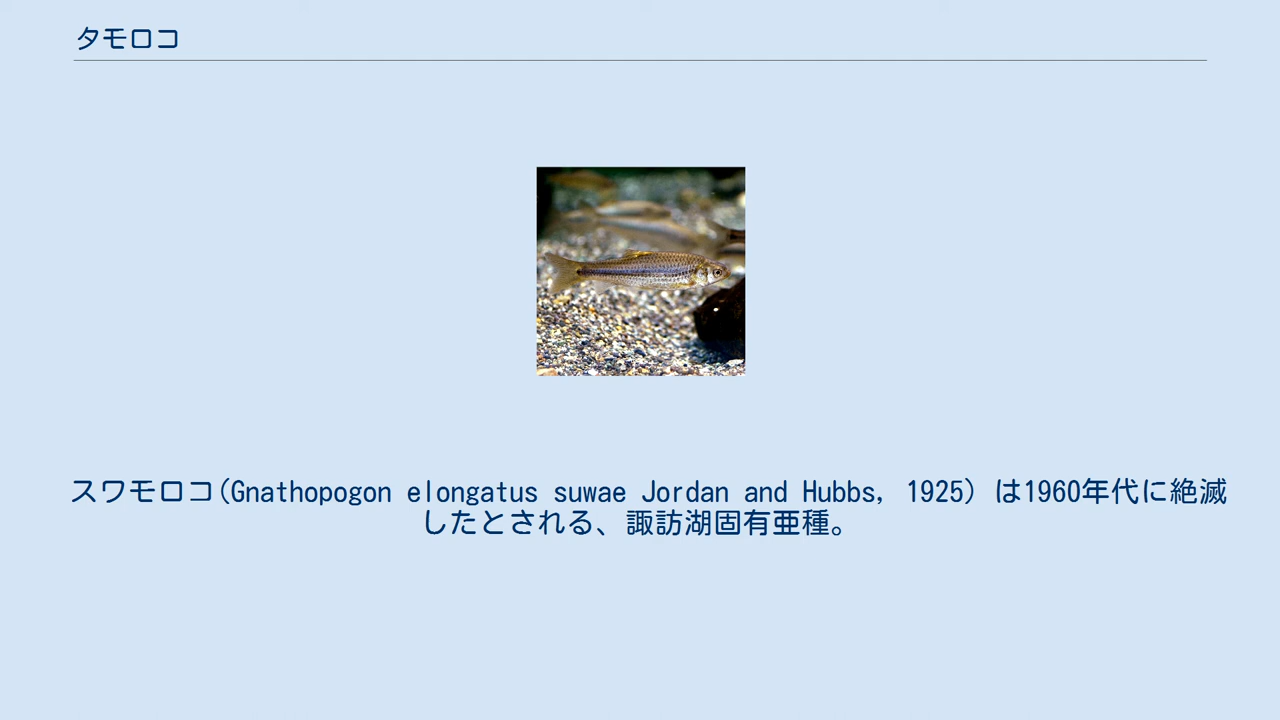 タモロコ
スワモロコ(Gnathopogon elongatus suwae Jordan and Hubbs, 1925) は1960年代に絶滅
したとされる、諏訪湖固有亜種。